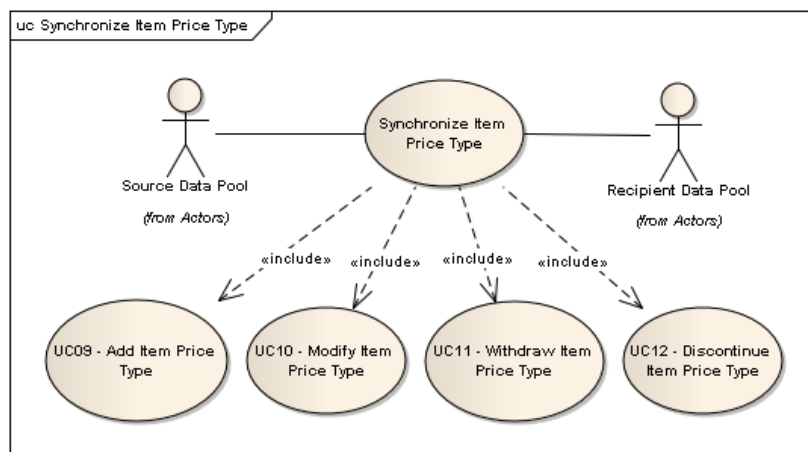 uc Synchronize Item Price Type
Synchronize Item
Price Type
Source Data Pool
(from Actors)
Recipient Data Pool
(from Actors)
«include»
«include»
«include»
«include»
UC09 - Add Item Price
Type
UC10 - Modify Item
Price Type
UC11 - Withdraw Item
Price Type
UC12 - Discontinue
Item Price Type